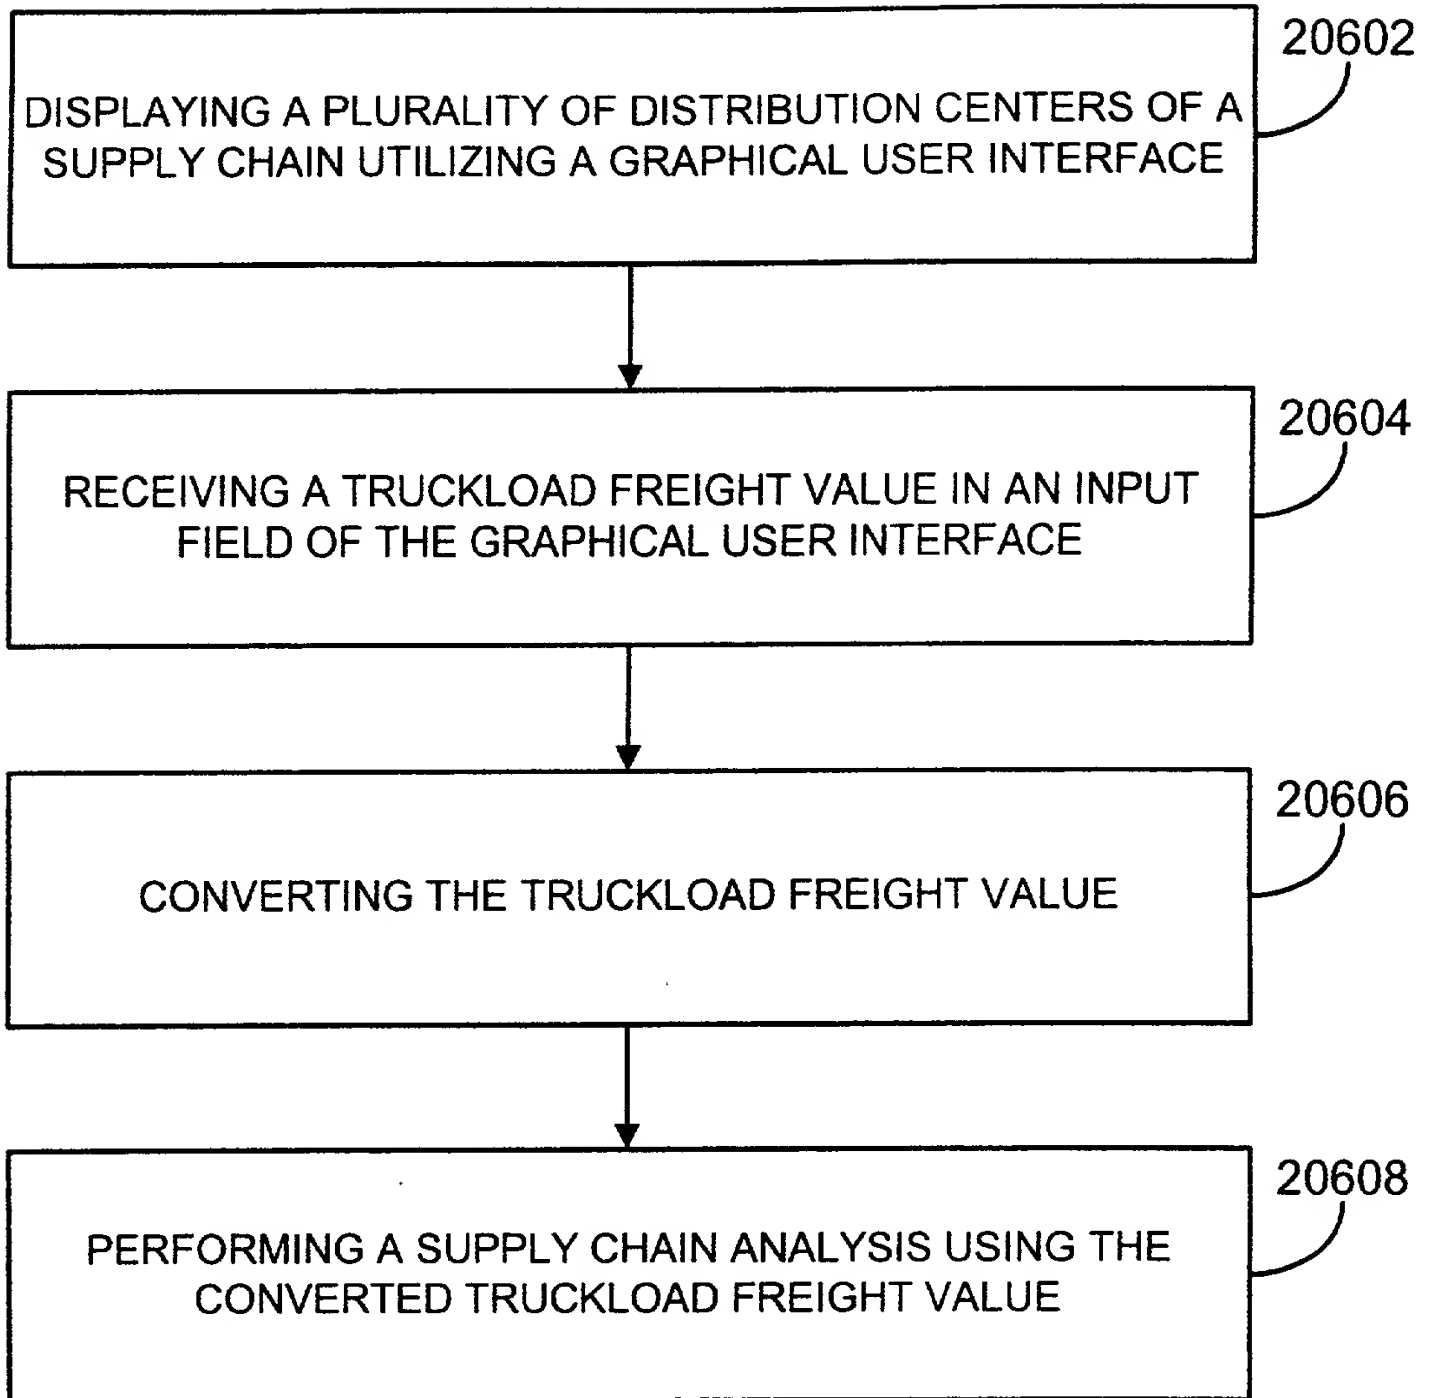 20602
DISPLAYING A PLURALITY OF DISTRIBUTION CENTERS OF A
SUPPLY CHAIN UTILIZING A GRAPHICAL USER INTERFACE
20604
RECEIVING A TRUCKLOAD FREIGHT VALUE IN AN INPUT
FIELD OF THE GRAPHICAL USER INTERFACE
20606
CONVERTING THE TRUCKLOAD FREIGHT VALUE
20608
PERFORMING A SUPPLY CHAIN ANALYSIS USING THE
CONVERTED TRUCKLOAD FREIGHT VALUE